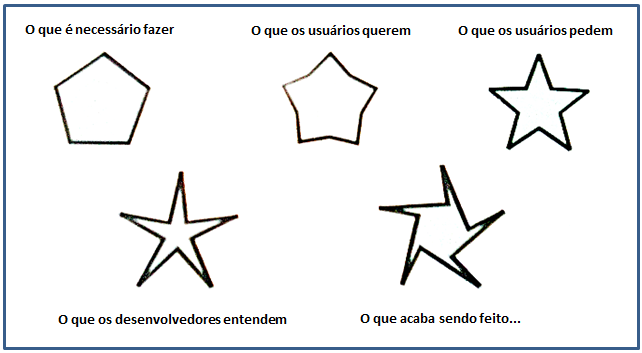 O que é necessário fazer
O que os usuários querem
O que os usuários pedem
O que os desenvolvedores entendem
O que acaba sendo feito...